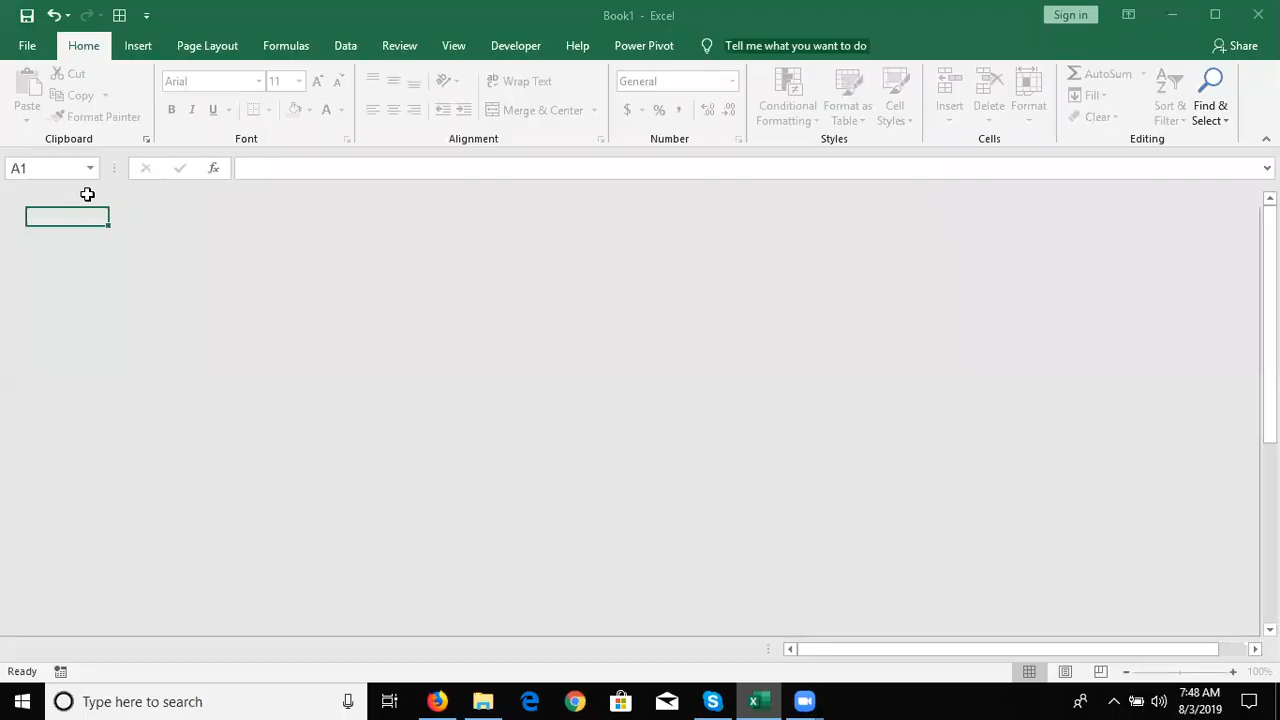 Book1 - Excel
Sign in
File Home Insert Page Layout Formulas Data Review View Developer Help Power Pivot Tell me what you want to do Share
Paste
Cut
Copy
Format Painter
Clipboard
Arial 11
B I U
Font
Wrap Text
Merge & Center
Alignment
General
$ % ,
Number
Conditional Formatting
Format as Table
Cell Styles
Styles
Insert
Delete
Format
Cells
AutoSum
Fill
Clear
Sort & Filter
Find & Select
Editing
A1
fx
Ready
100%
Type here to search
7:48 AM
8/3/2019